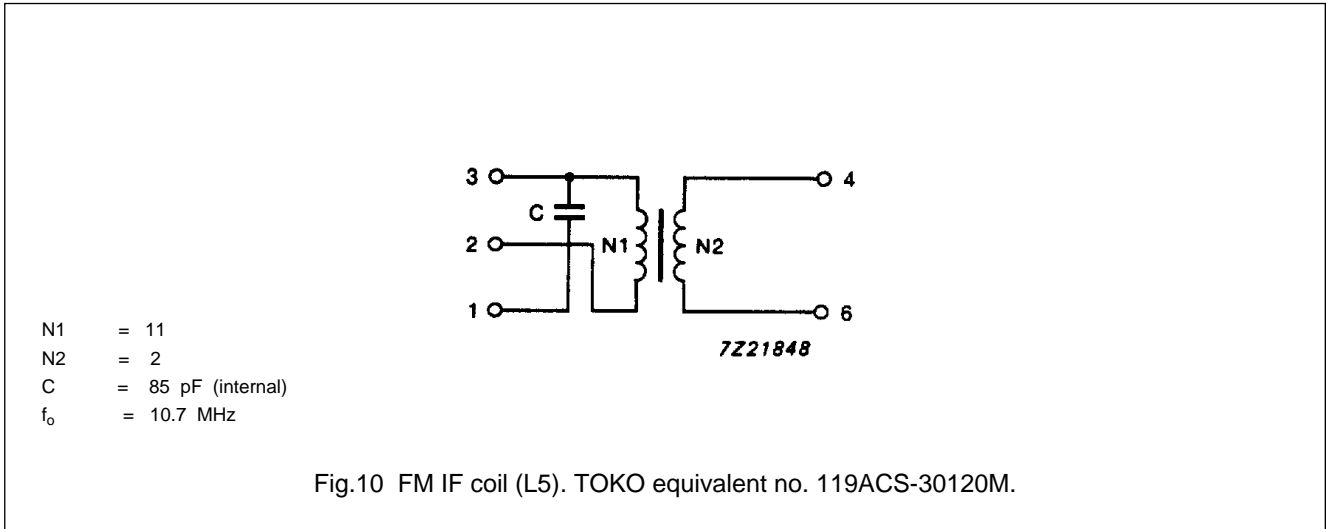 3
4
C
2
N1
N2
1
6
7Z21848
N1 = 11
N2 = 2
C = 85 pF (internal)
fo = 10.7 MHz
Fig.10 FM IF coil (L5). TOKO equivalent no. 119ACS-30120M.